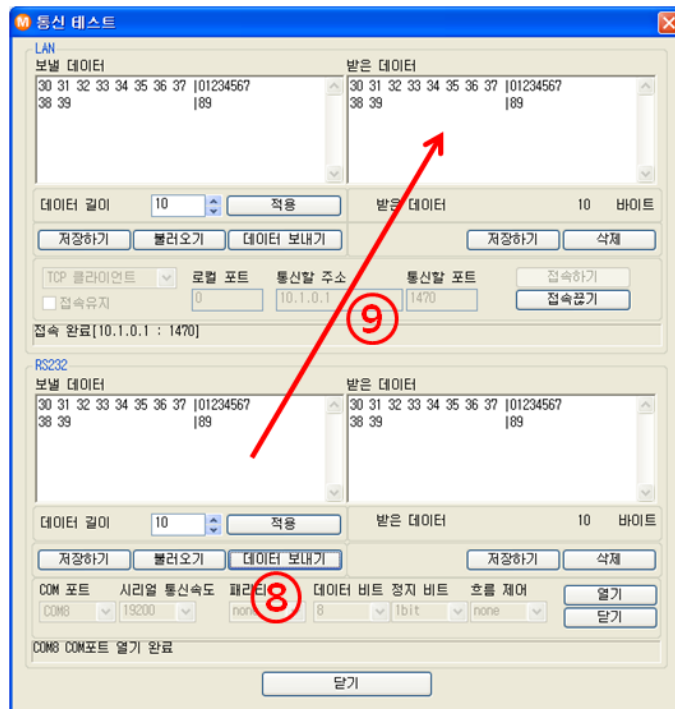 통신 테스트
LAN
보낼 데이터 받은 데이터
30 31 32 33 34 35 36 37 |01234567 30 31 32 33 34 35 36 37 |01234567
38 39 |89 38 39 |89
데이터 길이 10 적용 받은 데이터 10 바이트
저장하기 불러오기 데이터 보내기 저장하기 삭제
TCP 클라이언트 로컬 포트 통신할 주소 통신할 포트 접속하기
접속유지 0 10.1.0.1 1470 접속끊기
⑨
접속 완료[10.1.0.1 : 1470]
RS232
보낼 데이터 받은 데이터
30 31 32 33 34 35 36 37 |01234567 30 31 32 33 34 35 36 37 |01234567
38 39 |89 38 39 |89
데이터 길이 10 적용 받은 데이터 10 바이트
저장하기 불러오기 데이터 보내기 저장하기 삭제
COM 포트 시리얼 통신속도 데이터 비트 정지 비트 흐름 제어 열기
COM8 19200 none ⑧ 8 1bit none 닫기
COM8 COM포트 열기 완료
닫기